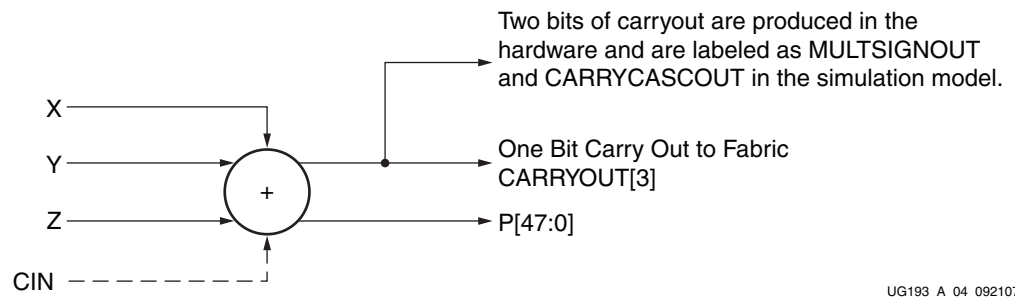 Two bits of carryout are produced in the
hardware and are labeled as MULTSIGNOUT
and CARRYCASCOUT in the simulation model.
X
Y
One Bit Carry Out to Fabric
CARRYOUT[3]
+
Z
P[47:0]
CIN
UG193_A_04_092107